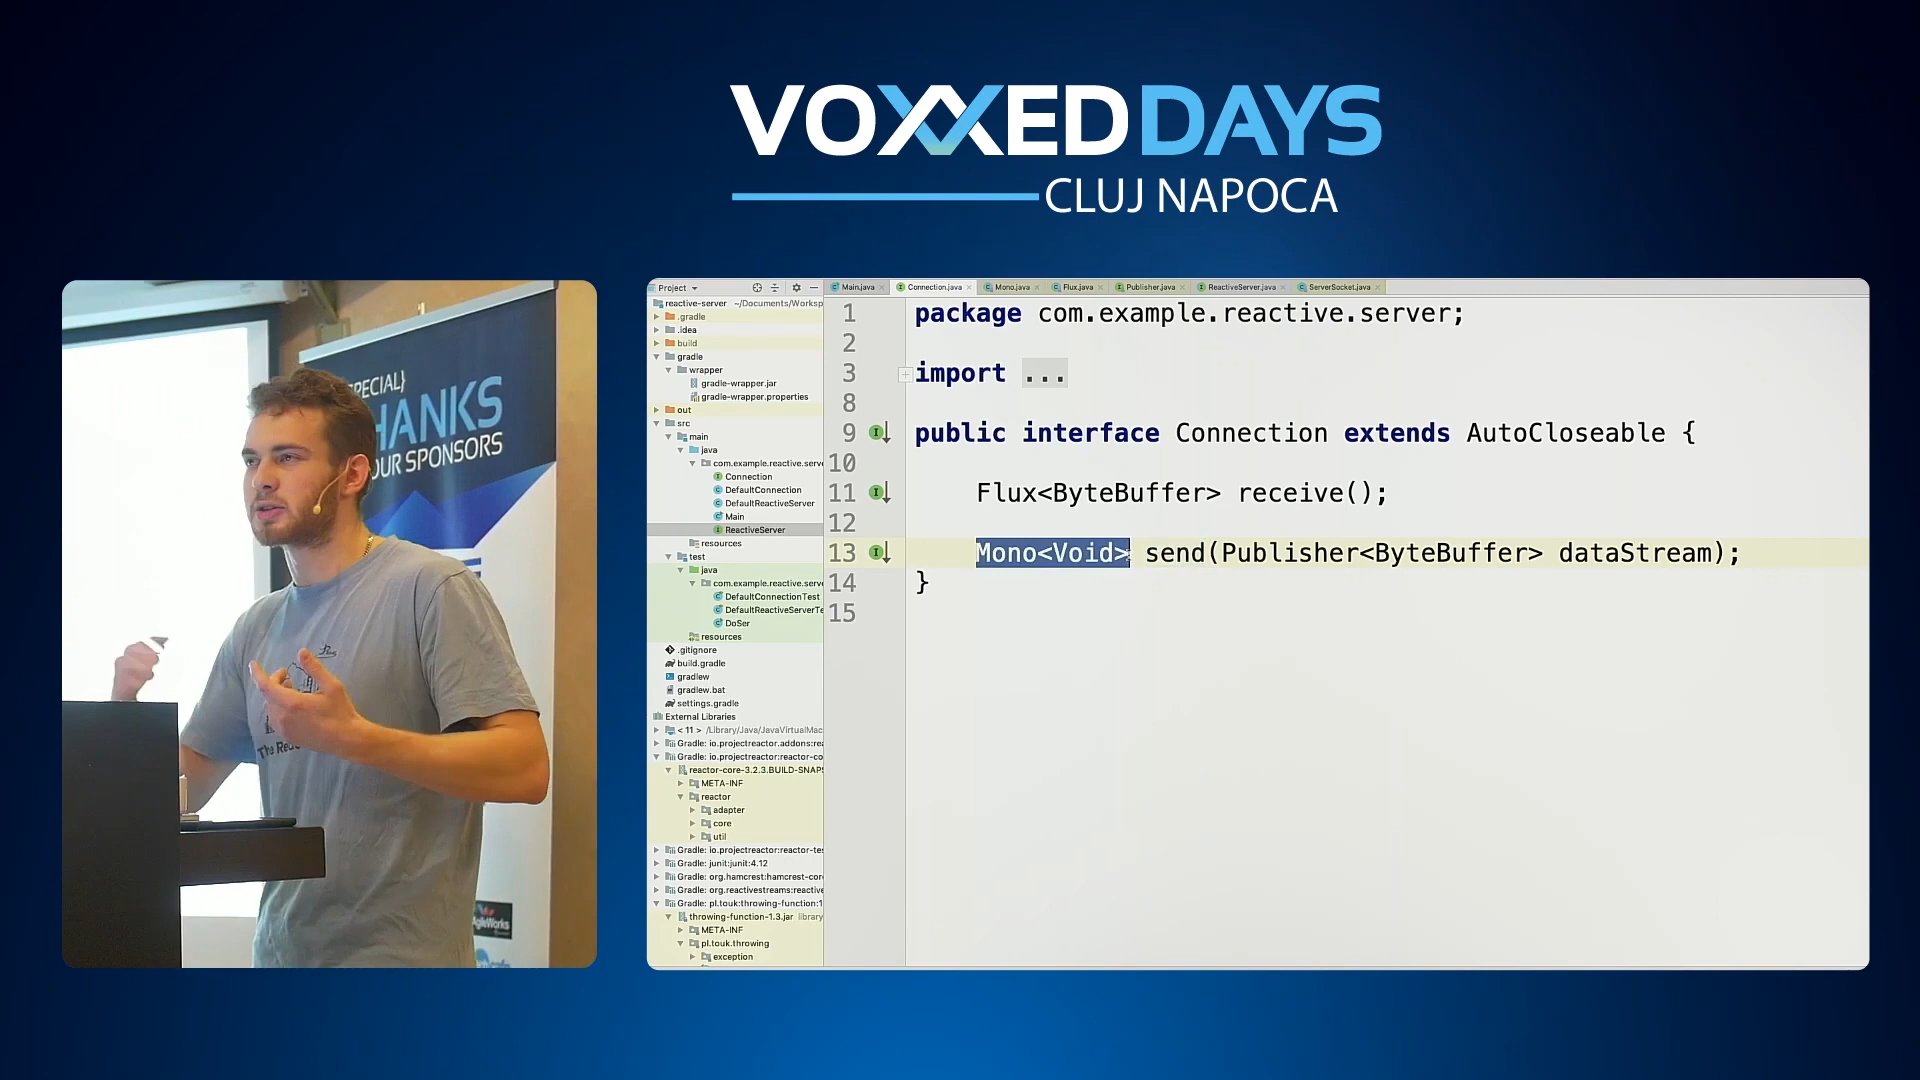 VOXXED DAYS
CLUJ NAPOCA
PECIAL}
HANKS
OUR SPONSORS
AgileWorks
Project
reactive-server ~/Documents/Worksp
.gradle
.idea
build
gradle
wrapper
gradle-wrapper.jar
gradle-wrapper.properties
out
src
main
java
com.example.reactive.serve
Connection
DefaultConnection
DefaultReactiveServer
Main
ReactiveServer
resources
test
java
com.example.reactive.serve
DefaultConnectionTest
DefaultReactiveServerTe
DoSer
resources
.gitignore
build.gradle
gradlew
gradlew.bat
settings.gradle
External Libraries
< 11 > /Library/Java/JavaVirtualMac
Gradle: io.projectreactor.addons:rea
Gradle: io.projectreactor:reactor-co
reactor-core-3.2.3.BUILD-SNAPS
META-INF
reactor
adapter
core
util
Gradle: io.projectreactor:reactor-tes
Gradle: junit:junit:4.12
Gradle: org.hamcrest:hamcrest-core
Gradle: org.reactivestreams:reactive
Gradle: pl.touk:throwing-function:1
throwing-function-1.3.jar library
META-INF
pl.touk.throwing
exception
Main.java Connection.java Mono.java Flux.java Publisher.java ReactiveServer.java ServerSocket.java
1 package com.example.reactive.server;
2
3 import ...
8
9 public interface Connection extends AutoCloseable {
10
11 Flux<ByteBuffer> receive();
12
13 Mono<Void> send(Publisher<ByteBuffer> dataStream);
14 }
15